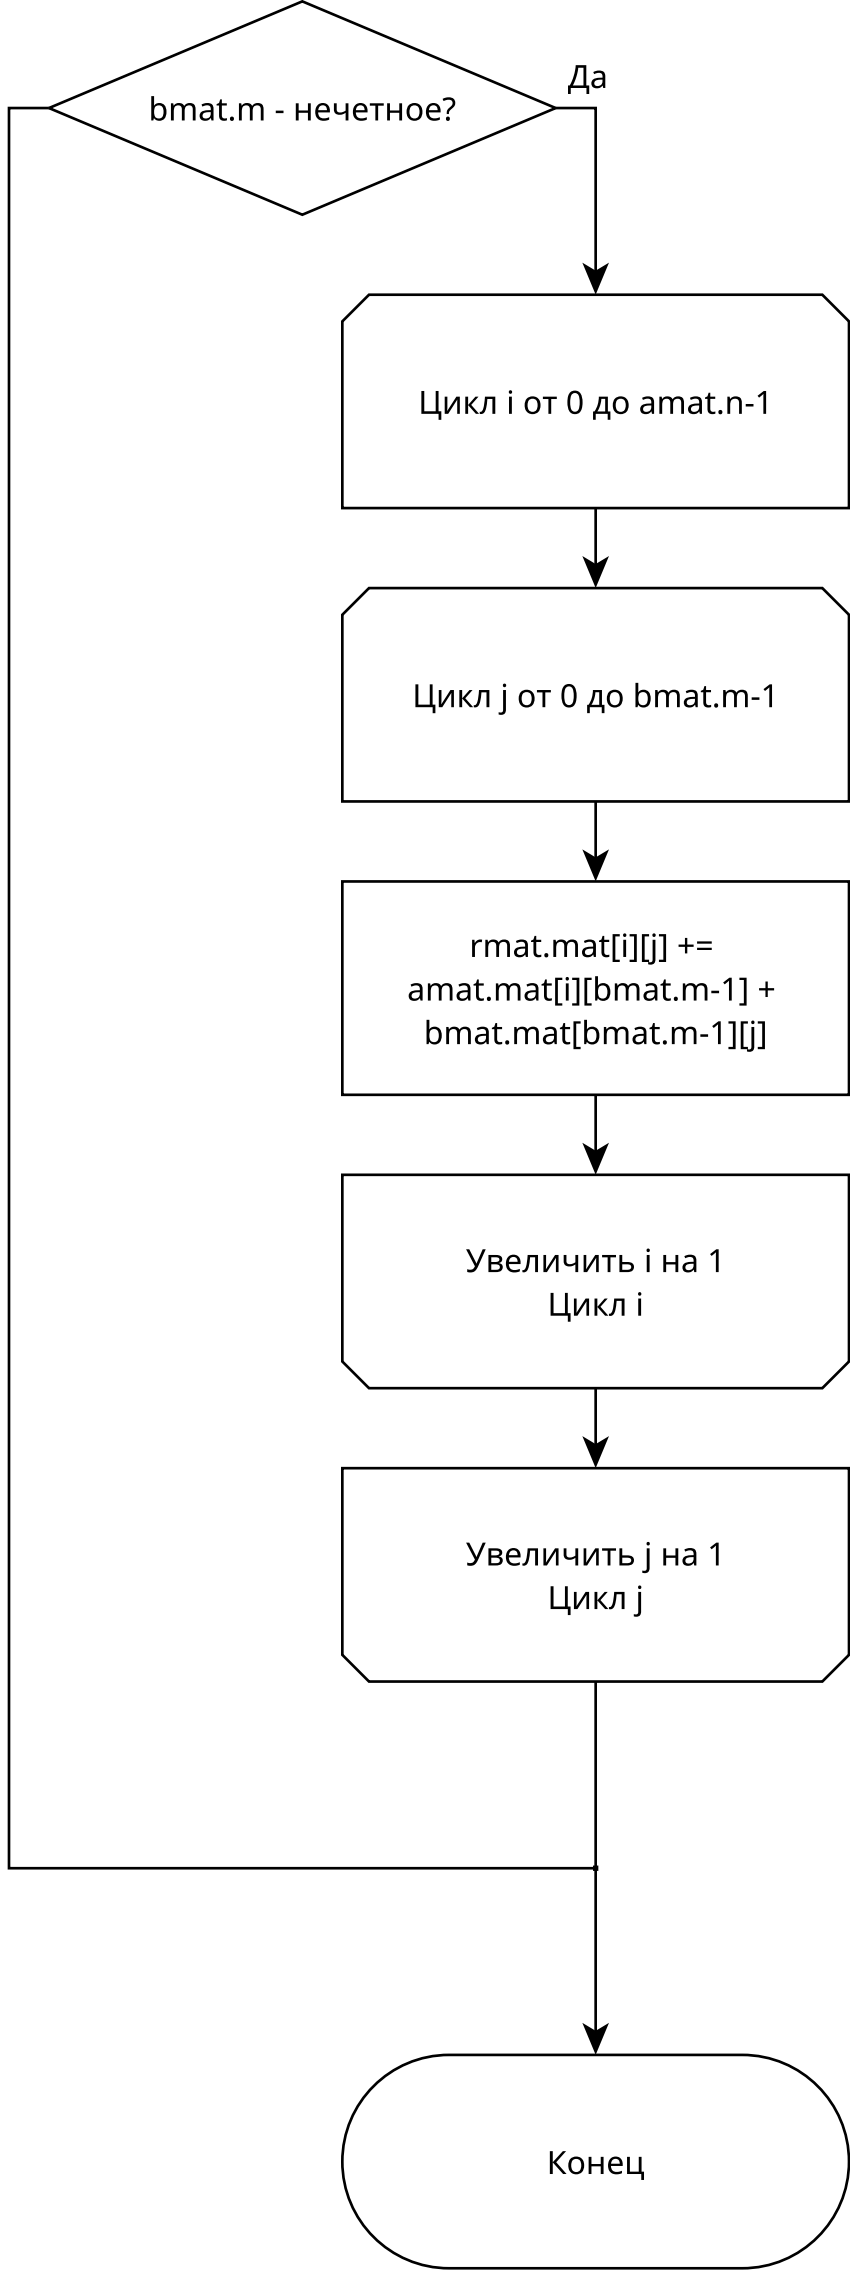 Да
bmat.m - нечетное?
Цикл i от 0 до amat.n-1
Цикл j от 0 до bmat.m-1
rmat.mat[i][j] +=
amat.mat[i][bmat.m-1] +
bmat.mat[bmat.m-1][j]
Увеличить i на 1
Цикл i
Увеличить j на 1
Цикл j
Конец